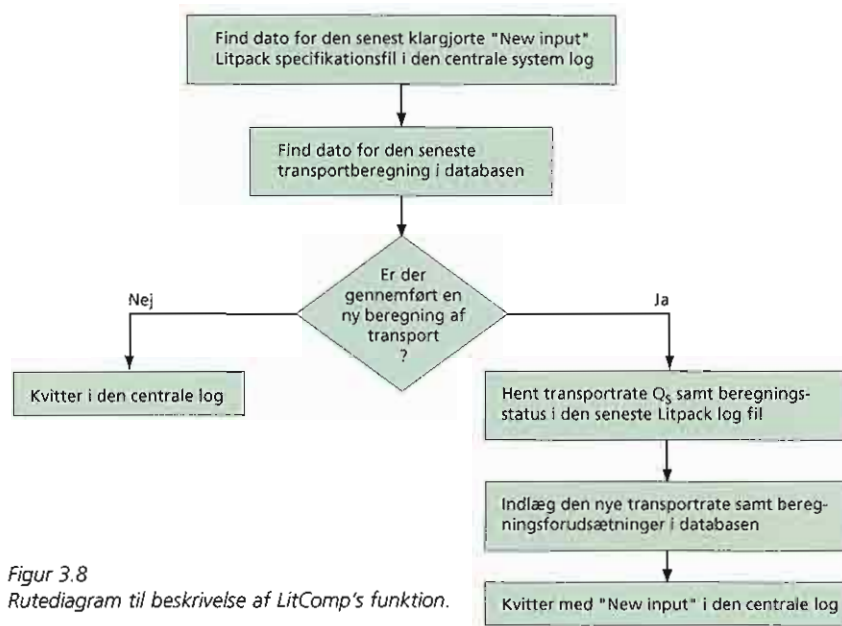 Find dato for den senest klargjorte "New input"
Litpack specifikationsfil i den centrale system log
Find dato for den seneste
transportberegning i databasen
Er der
gennemført en
ny beregning af
transport
?
Nej
Ja
Kvitter i den centrale log
Hent transportrate Qs samt beregnings-
status i den seneste Litpack log fil
Indlæg den nye transportrate samt bereg-
ningsforudsætninger i databasen
Kvitter med "New input" i den centrale log
Figur 3.8
Rutediagram til beskrivelse af LitComp's funktion.